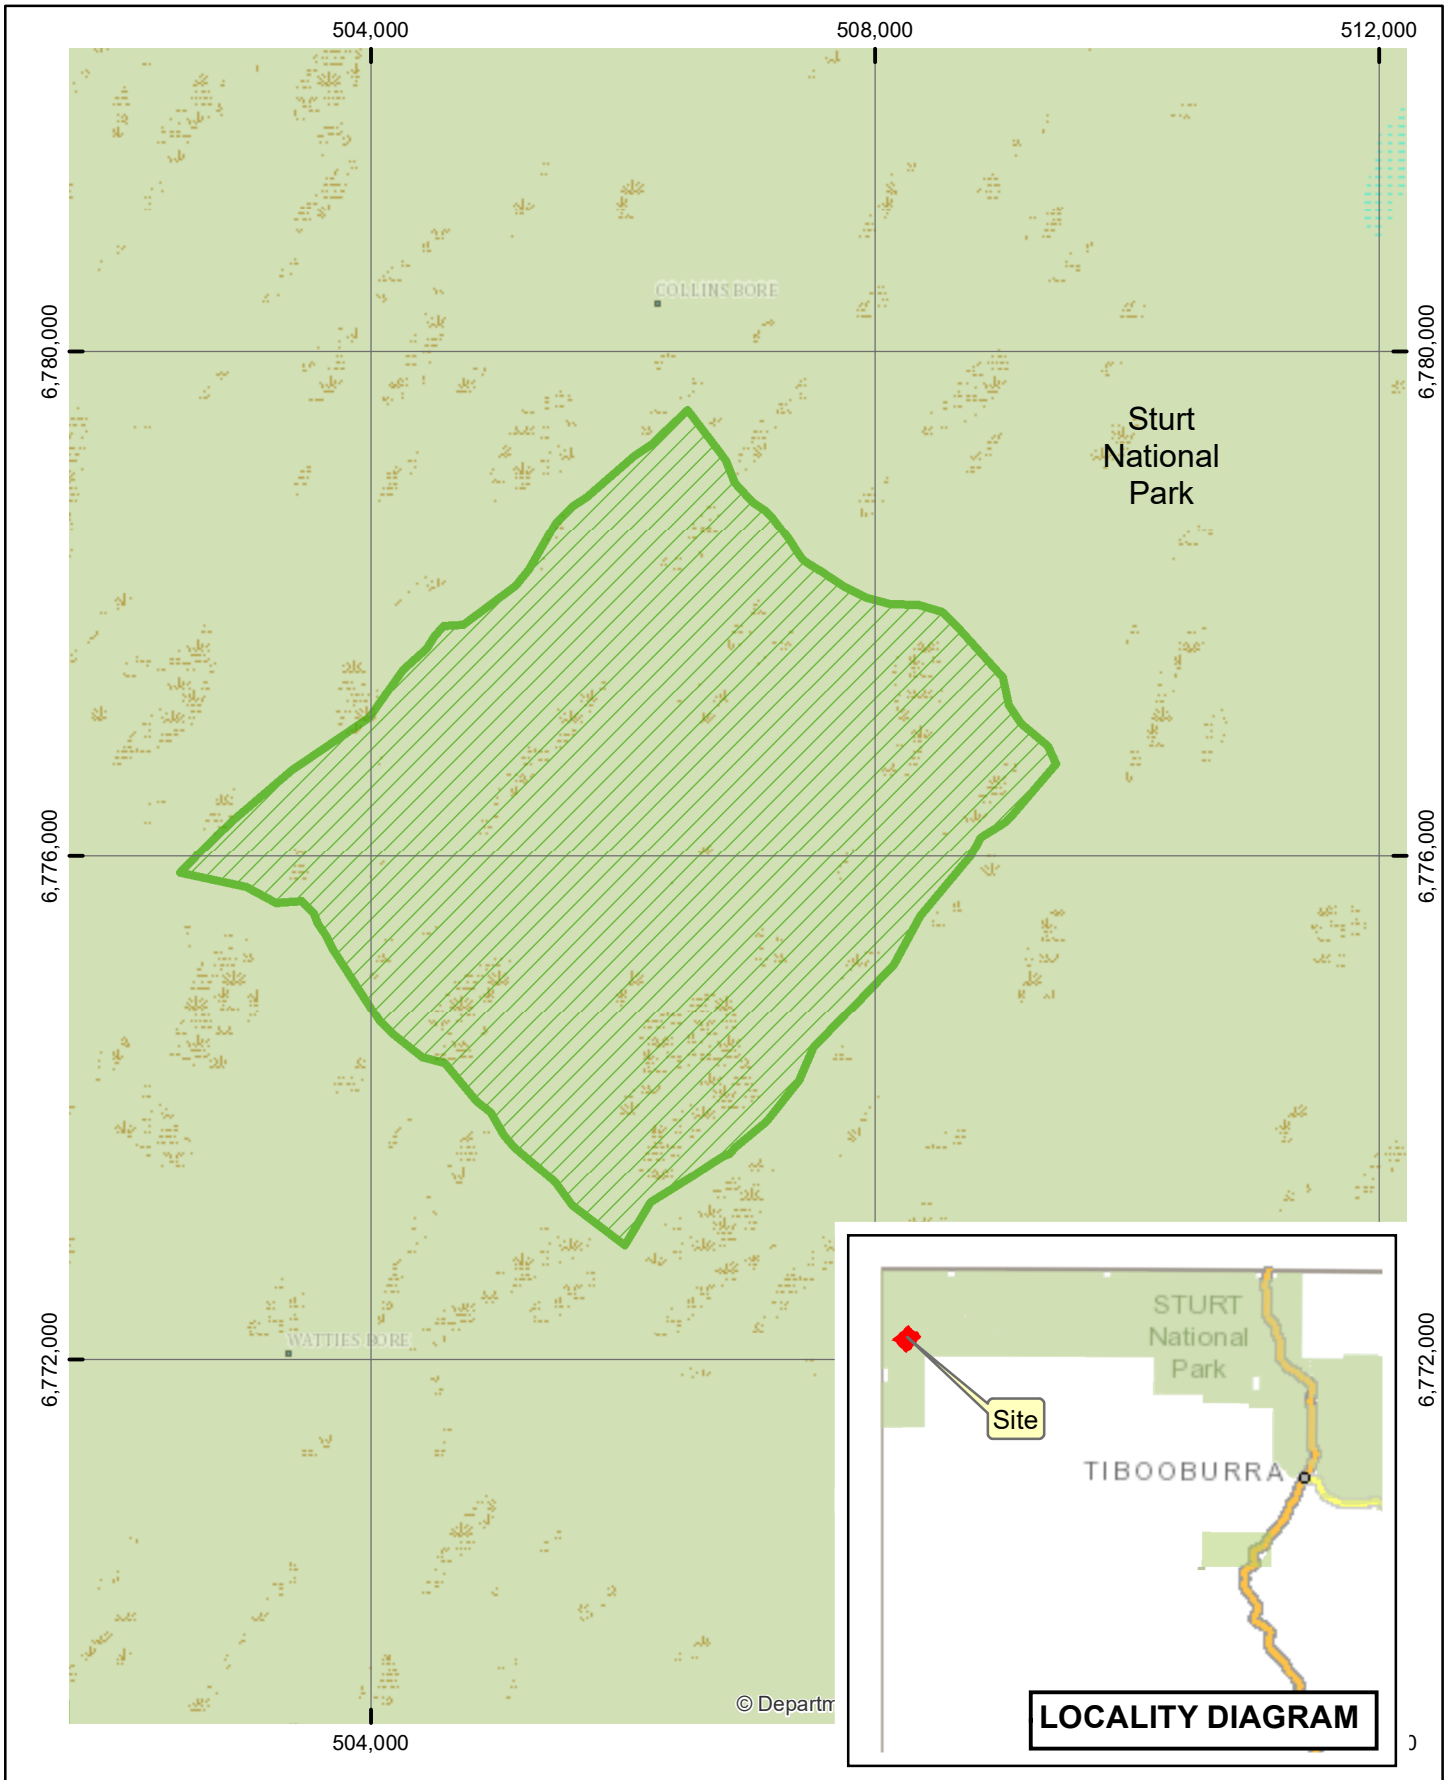 504,000
508,000
512,000
COLLINS BORE
6,780,000
6,780,000
Sturt
National
Park
6,776,000
6,776,000
WATTIES BORE
6,772,000
6,772,000
STURT
National
Park
Site
TIBOOBURRA
LOCALITY DIAGRAM
© Departm
504,000
0